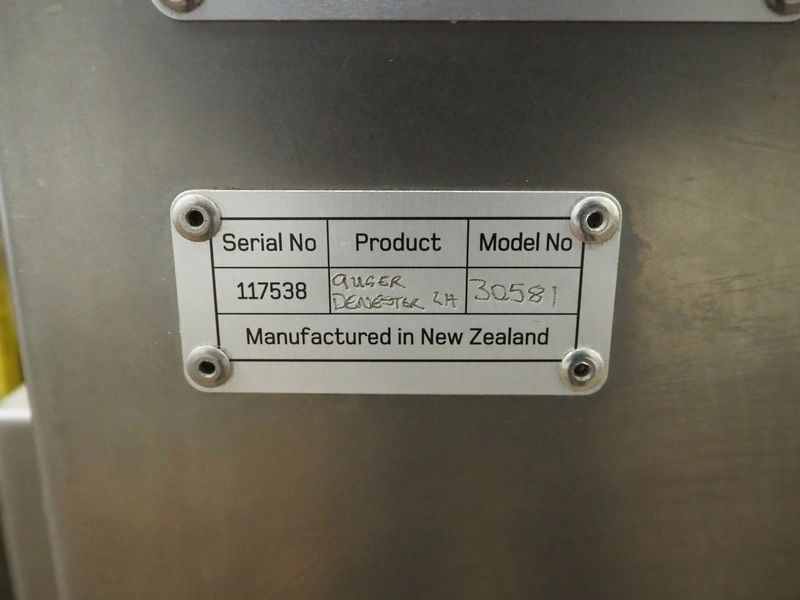 Serial No Product Model No
117538 AUGER DENESTER LH 30581
Manufactured in New Zealand